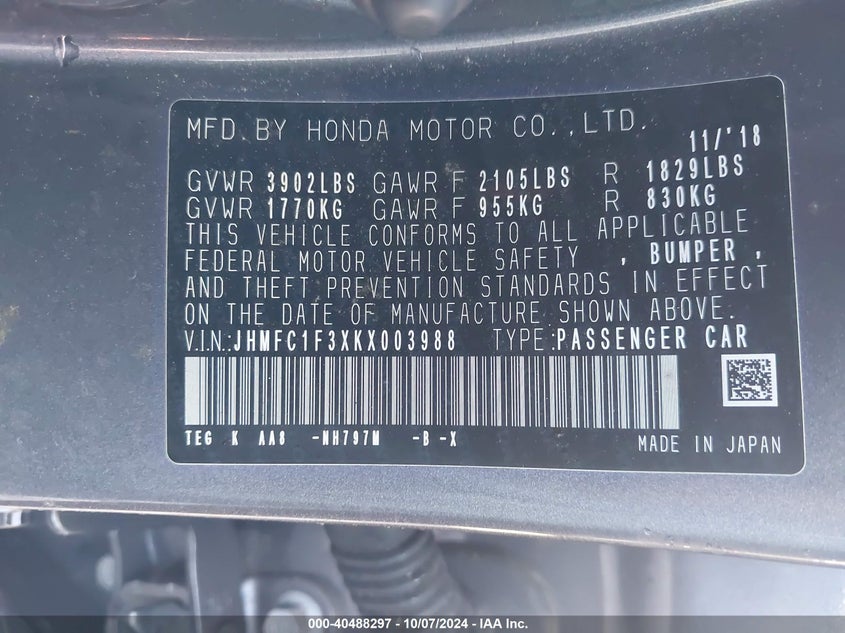 MFD.BY HONDA MOTOR CO.,LTD. 11/'18
GVWR 3902LBS GAWR F 2105LBS R 1829LBS
GVWR 1770KG GAWR F 955KG R 830KG
THIS VEHICLE CONFORMS TO ALL APPLICABLE
FEDERAL MOTOR VEHICLE SAFETY , BUMPER ,
AND THEFT PREVENTION STANDARDS IN EFFECT
ON THE DATE OF MANUFACTURE SHOWN ABOVE.
V.I.N.:JHMFC1F3XKX003988 TYPE:PASSENGER CAR
TEG K AA8 -NH797M -B -X
MADE IN JAPAN
000-40488297 - 10/07/2024 - IAA Inc.